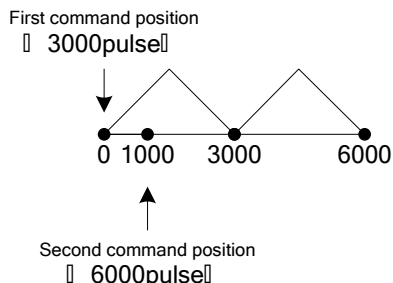 First command position
▯ 3000pulse▯
0 1000 3000 6000
Second command position
▯ 6000pulse▯